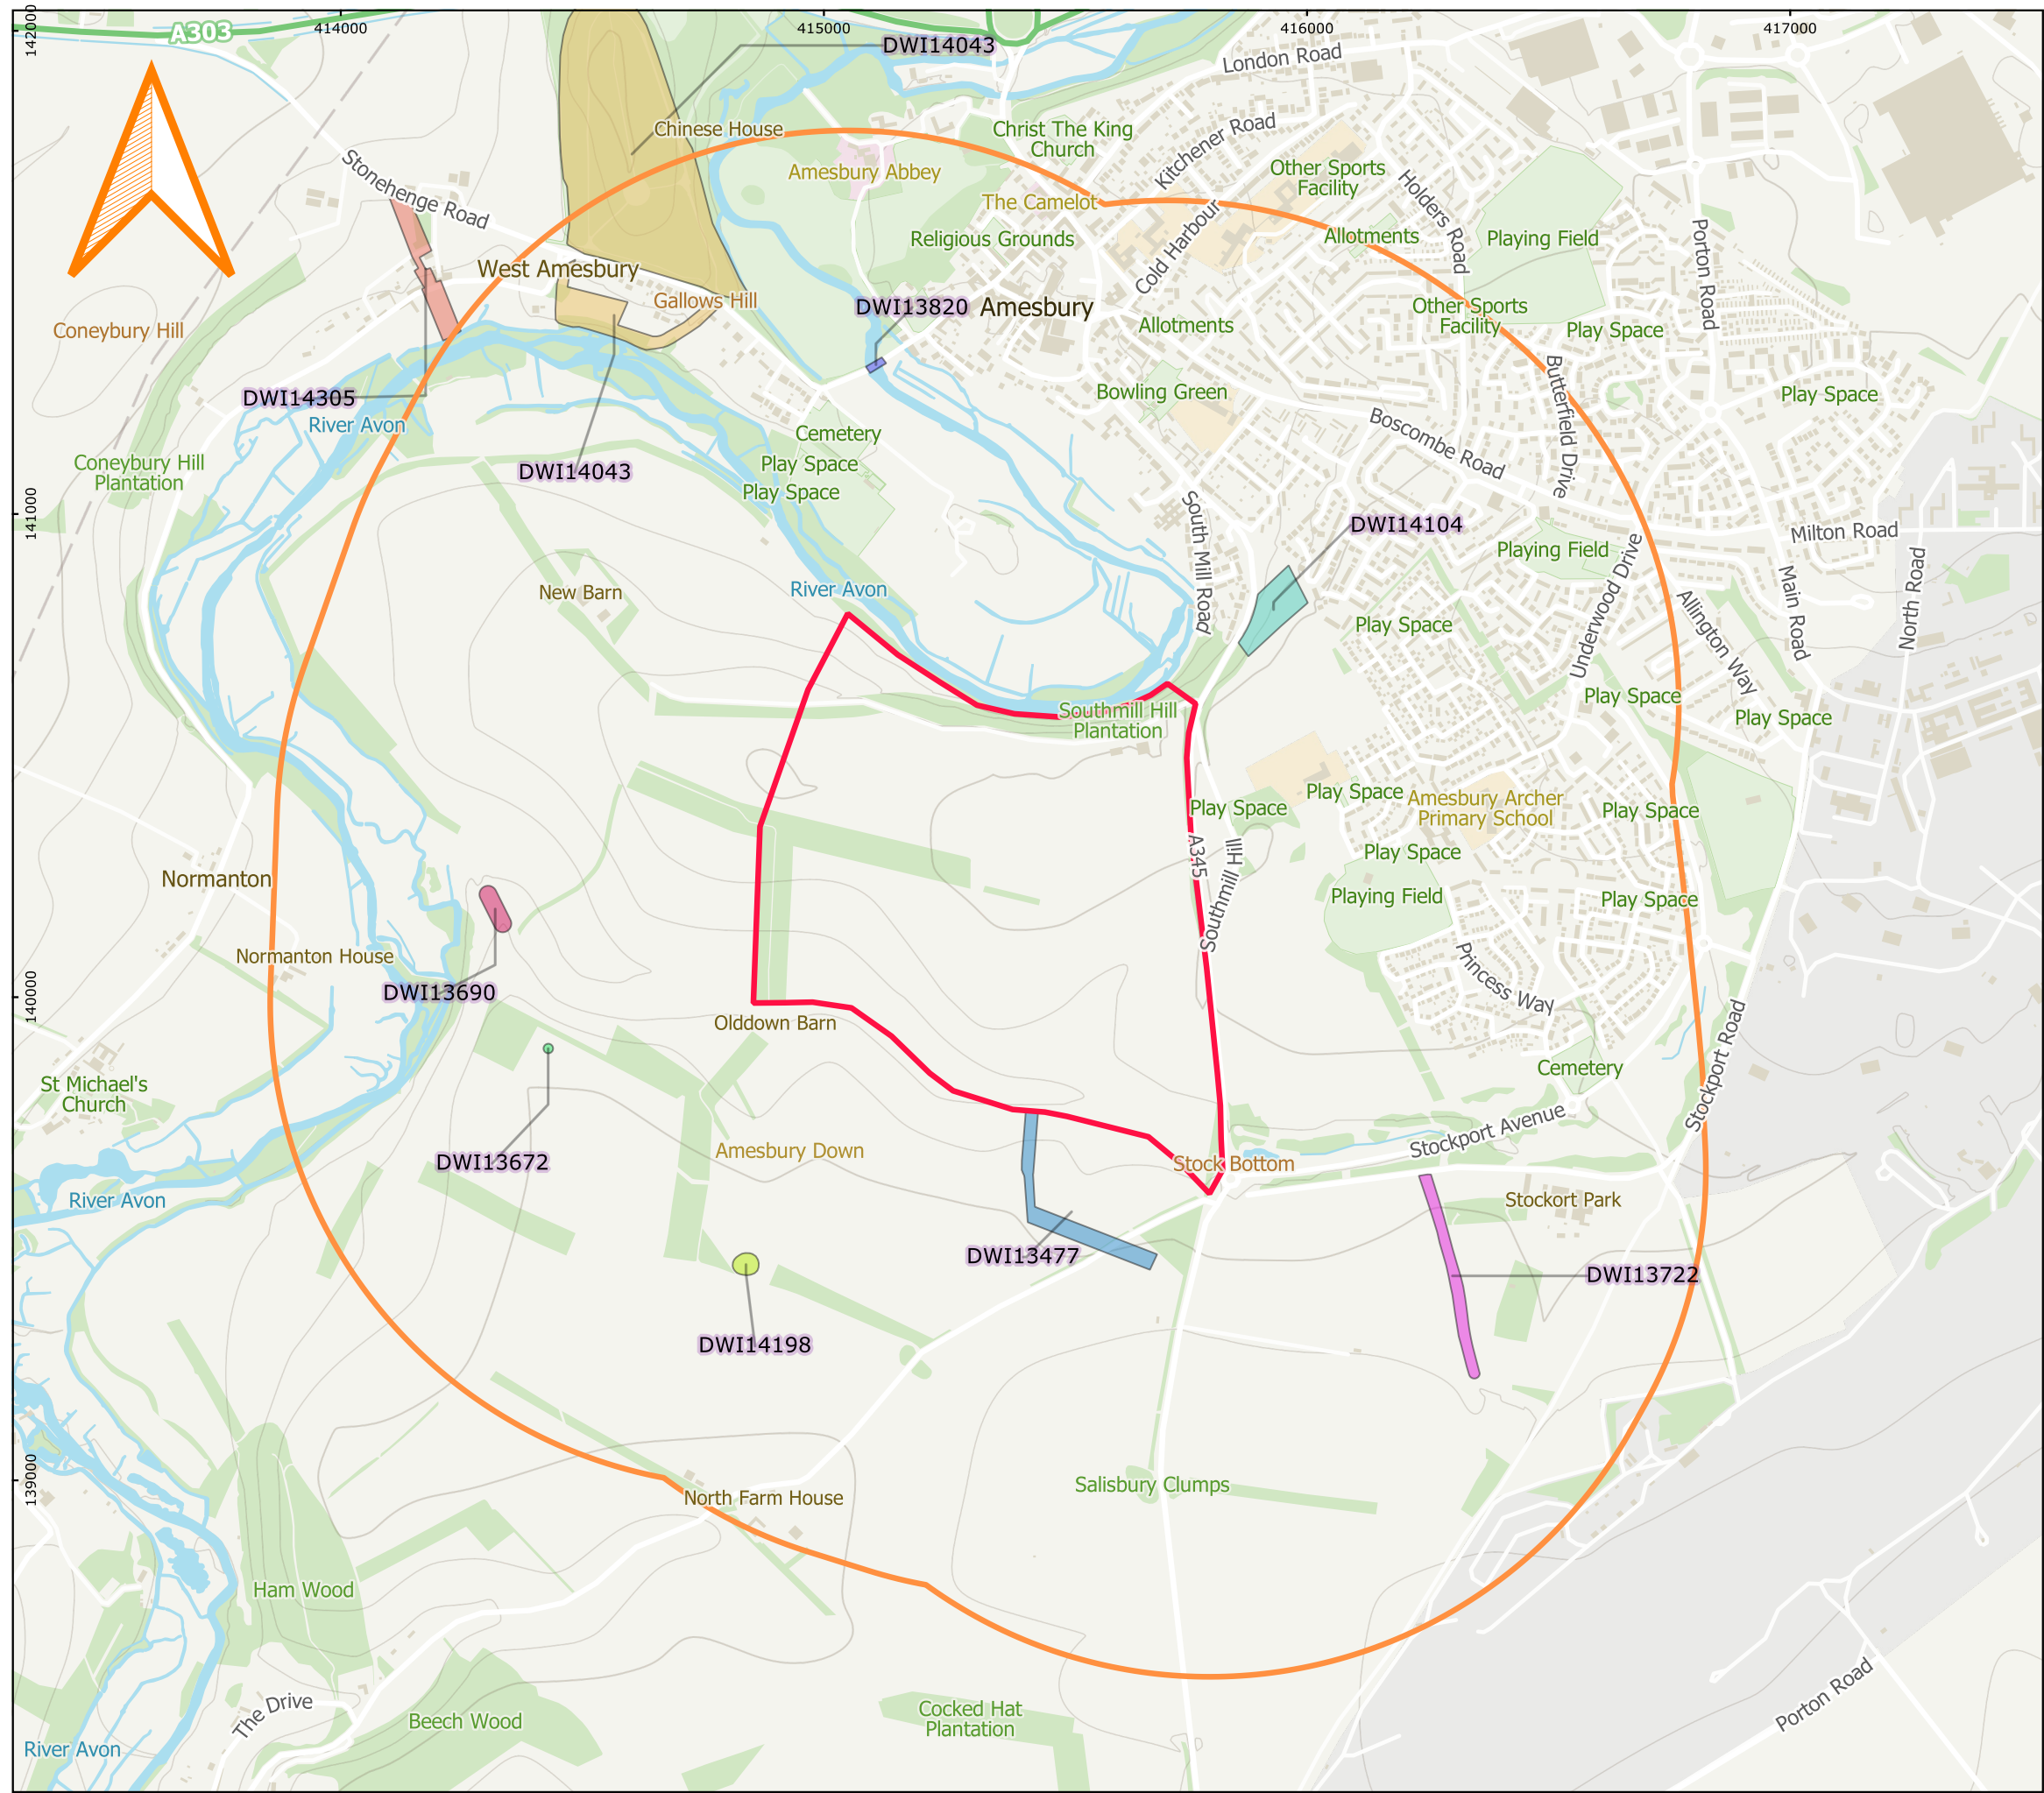 A303
414000
415000
416000
417000
142000
DWI14043
London Road
Chinese House
Christ The King
Church
Kitchener Road
Stonehenge Road
Amesbury Abbey
Other Sports
Facility
Holders Road
The Camelot
Cold Harbour
Religious Grounds
Allotments
Playing Field
Porton Road
West Amesbury
Gallows Hill
DWI13820
Amesbury
Other Sports
Facility
Coneybury Hill
Allotments
Play Space
DWI14305
River Avon
Bowling Green
Butterfield Drive
Play Space
Cemetery
Boscombe Road
Coneybury Hill
Plantation
DWI14043
Play Space
Play Space
141000
South Mill Road
DWI14104
Milton Road
Playing Field
Underwood Drive
New Barn
River Avon
Allington Way
Main Road
North Road
Play Space
Southmill Hill
Plantation
Play Space
Play Space
Play Space
Play Space
Amesbury Archer
Primary School
Play Space
A345
Southmill Hill
Play Space
Normanton
Playing Field
Play Space
Normanton House
Princess Way
140000
DWI13690
Olddown Barn
Stockport Road
St Michael's
Church
Cemetery
Stockport Avenue
DWI13672
Amesbury Down
Stock Bottom
River Avon
Stockort Park
DWI13477
DWI13722
DWI14198
139000
Salisbury Clumps
North Farm House
Ham Wood
The Drive
Beech Wood
Cocked Hat
Plantation
Porton Road
River Avon